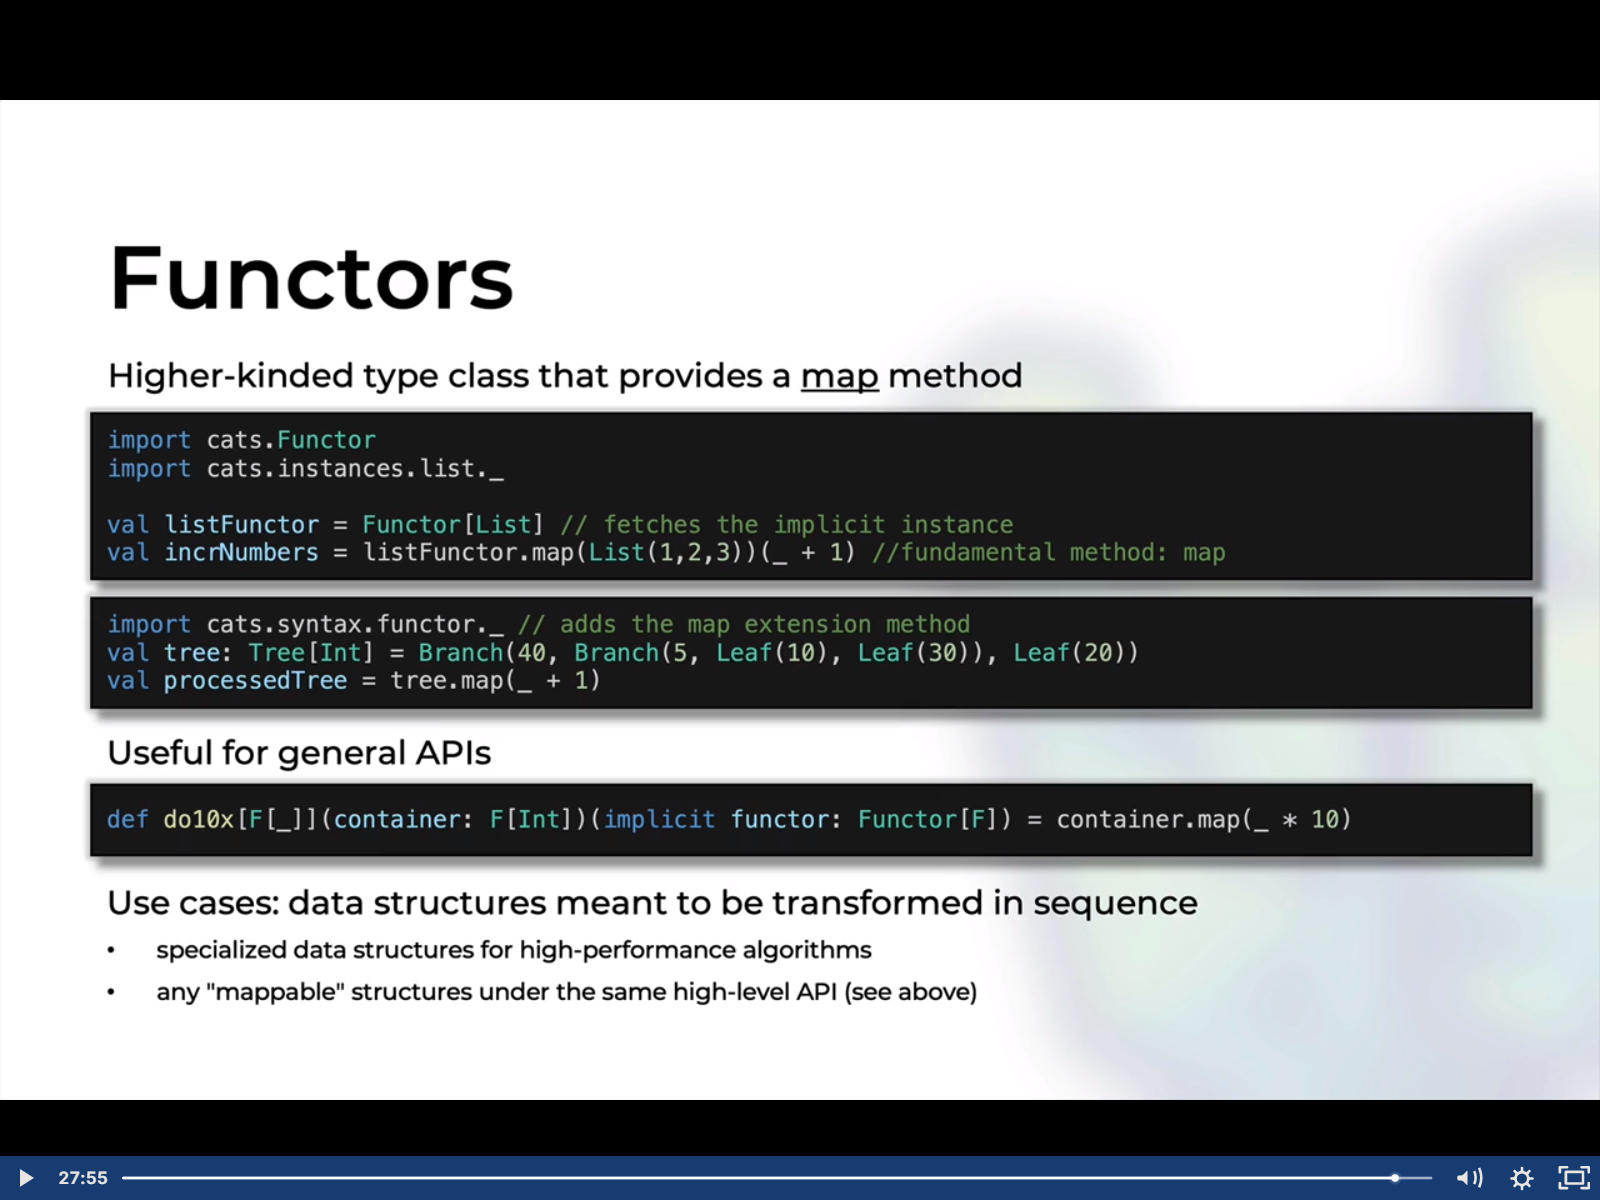 Functors
Higher-kinded type class that provides a map method
import cats.Functor
import cats.instances.list._
val listFunctor = Functor[List] // fetches the implicit instance
val incrNumbers = listFunctor.map(List(1,2,3))(_ + 1) //fundamental method: map
import cats.syntax.functor._ // adds the map extension method
val tree: Tree[Int] = Branch(40, Branch(5, Leaf(10), Leaf(30)), Leaf(20))
val processedTree = tree.map(_ + 1)
Useful for general APIs
def do10x[F[_]](container: F[Int])(implicit functor: Functor[F]) = container.map(_ * 10)
Use cases: data structures meant to be transformed in sequence
• specialized data structures for high-performance algorithms
• any "mappable" structures under the same high-level API (see above)
27:55